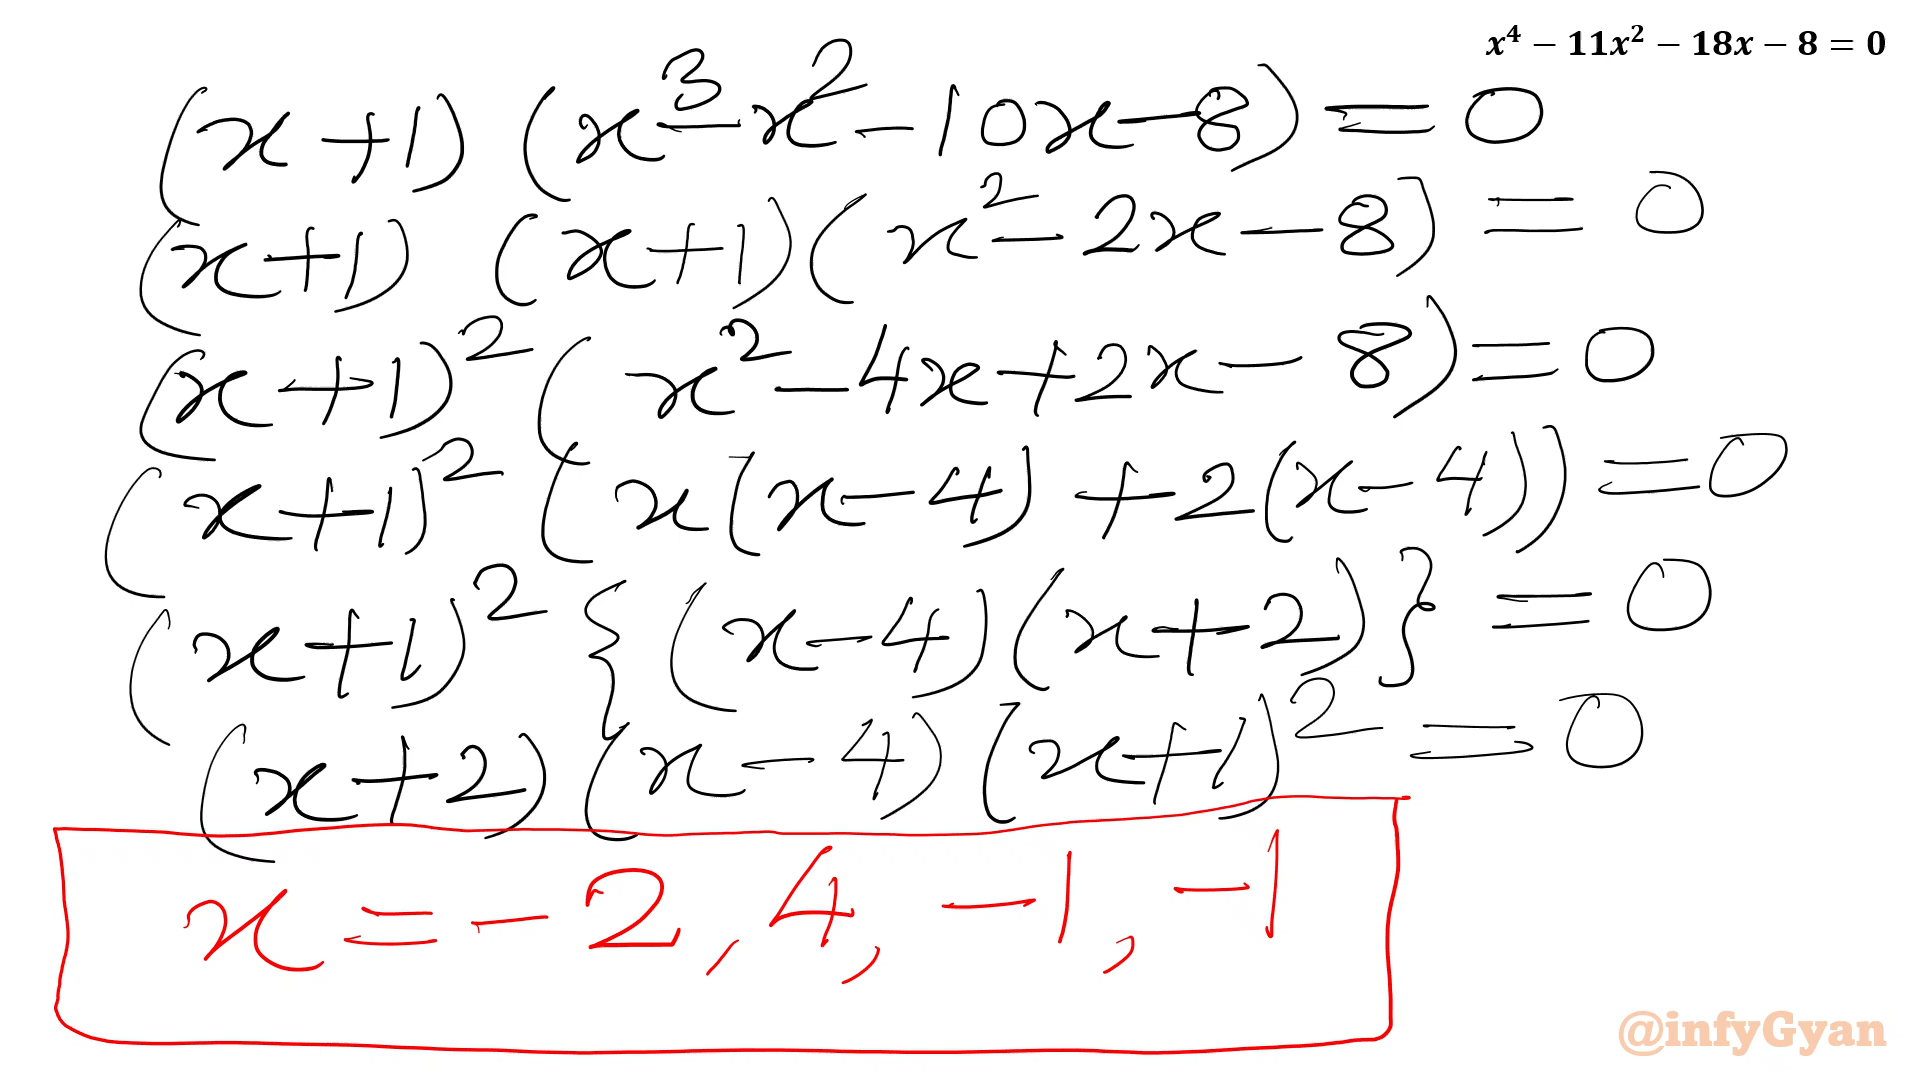 x⁴ − 11x² − 18x − 8 = 0
(x+1) (x³−x²−10x−8) = 0
(x+1) (x+1)(x²−2x−8) = 0
(x+1)² (x²−4x+2x−8) = 0
(x+1)² (x(x−4) + 2(x−4)) = 0
(x+1)² {(x−4)(x+2)} = 0
(x+2)(x−4)(x+1)² = 0
x = −2, 4, −1, −1
@infyGyan